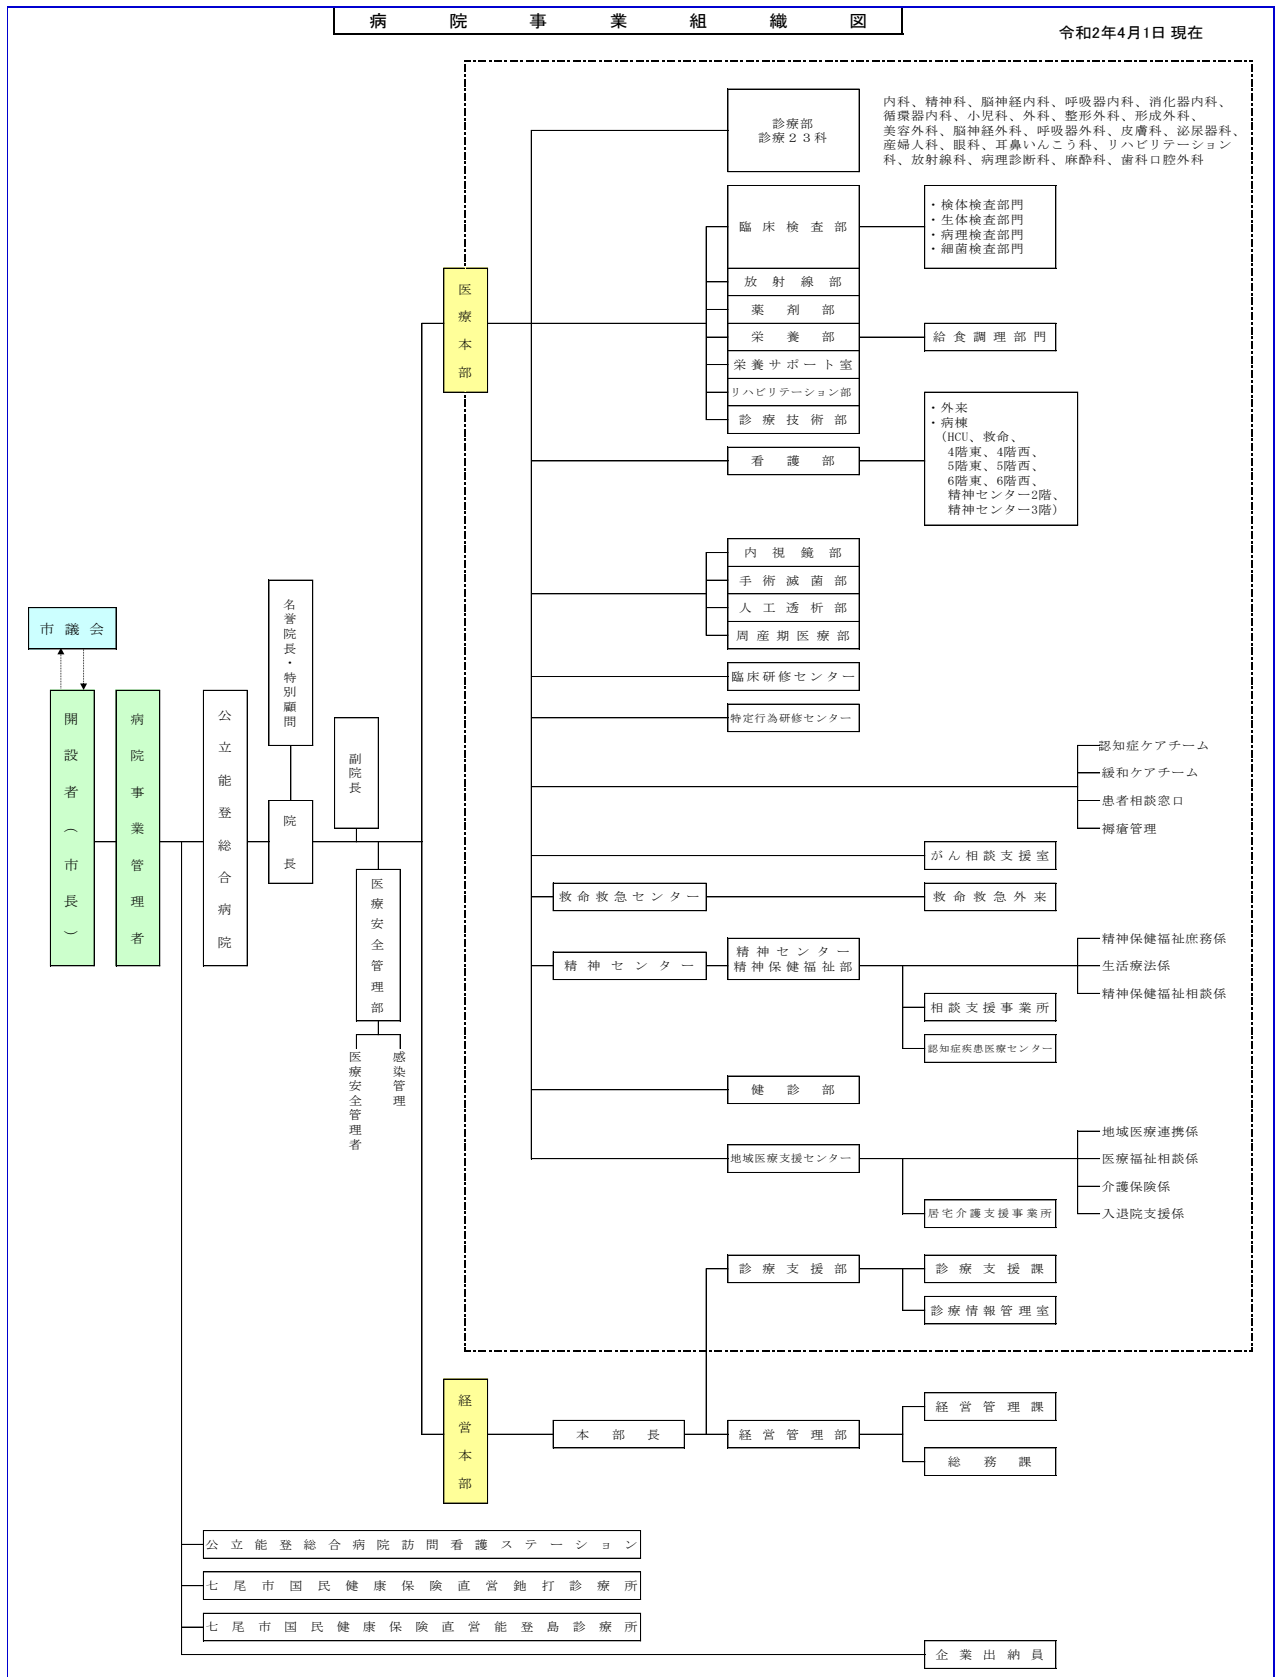 病院事業組織図
令和2年4月1日 現在
診療部
診療２３科
内科、精神科、脳神経内科、呼吸器内科、消化器内科、
循環器内科、小児科、外科、整形外科、形成外科、
美容外科、脳神経外科、呼吸器外科、皮膚科、泌尿器科、
産婦人科、眼科、耳鼻いんこう科、リハビリテーション
科、放射線科、病理診断科、麻酔科、歯科口腔外科
臨床検査部
・検体検査部門
・生体検査部門
・病理検査部門
・細菌検査部門
医療本部
放射線部
薬剤部
栄養部
給食調理部門
栄養サポート室
リハビリテーション部
診療技術部
看護部
・外来
・病棟
（HCU、救命、
4階東、4階西、
5階東、5階西、
6階東、6階西、
精神センター2階、
精神センター3階）
内視鏡部
手術滅菌部
人工透析部
周産期医療部
臨床研修センター
特定行為研修センター
市議会
開設者（市長）
病院事業管理者
公立能登総合病院
名誉院長・特別顧問
院長
副院長
医療安全管理部
医療安全管理者
感染管理
認知症ケアチーム
緩和ケアチーム
患者相談窓口
褥瘡管理
がん相談支援室
救命救急センター
救命救急外来
精神センター
精神センター
精神保健福祉部
精神保健福祉庶務係
生活療法係
精神保健福祉相談係
相談支援事業所
認知症疾患医療センター
健診部
地域医療支援センター
地域医療連携係
医療福祉相談係
介護保険係
入退院支援係
居宅介護支援事業所
診療支援部
診療支援課
診療情報管理室
経営本部
本部長
経営管理部
経営管理課
総務課
公立能登総合病院訪問看護ステーション
七尾市国民健康保険直営釶打診療所
七尾市国民健康保険直営能登島診療所
企業出納員